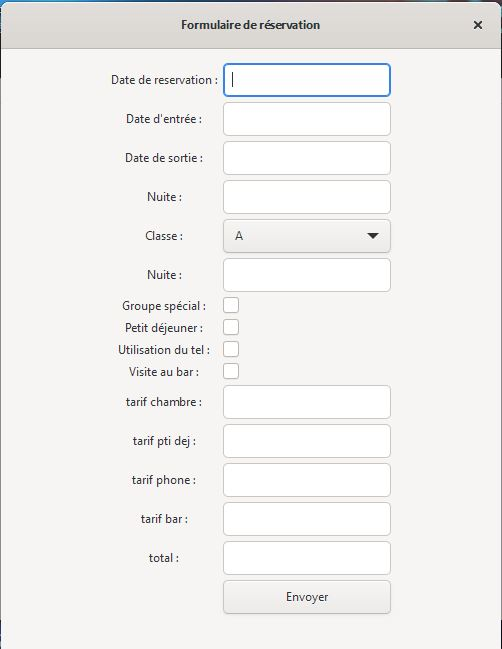 Formulaire de réservation
Date de reservation :
Date d'entrée :
Date de sortie :
Nuite :
Classe : A
Nuite :
Groupe spécial :
Petit déjeuner :
Utilisation du tel :
Visite au bar :
tarif chambre :
tarif pti dej :
tarif phone :
tarif bar :
total :
Envoyer